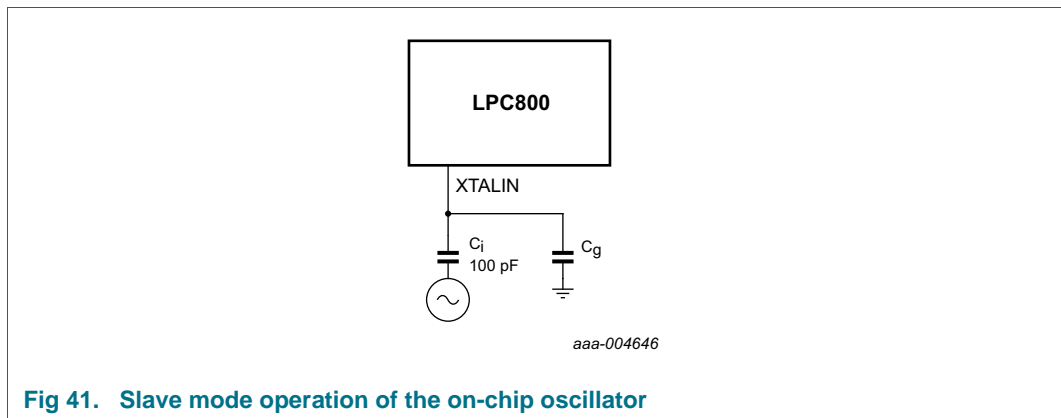 LPC800
XTALIN
Ci
100 pF
Cg
aaa-004646
Fig 41. Slave mode operation of the on-chip oscillator